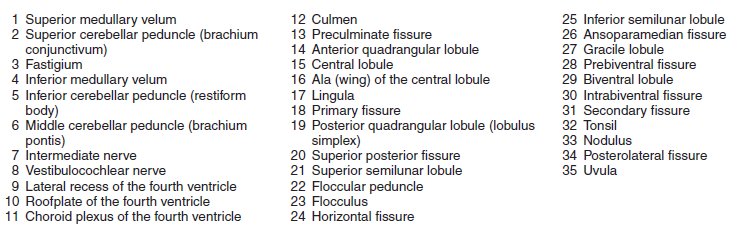 1 Superior medullary velum
2 Superior cerebellar peduncle (brachium
conjunctivum)
3 Fastigium
4 Inferior medullary velum
5 Inferior cerebellar peduncle (restiform
body)
6 Middle cerebellar peduncle (brachium
pontis)
7 Intermediate nerve
8 Vestibulocochlear nerve
9 Lateral recess of the fourth ventricle
10 Roofplate of the fourth ventricle
11 Choroid plexus of the fourth ventricle
12 Culmen
13 Preculminate fissure
14 Anterior quadrangular lobule
15 Central lobule
16 Ala (wing) of the central lobule
17 Lingula
18 Primary fissure
19 Posterior quadrangular lobule (lobulus
simplex)
20 Superior posterior fissure
21 Superior semilunar lobule
22 Floccular peduncle
23 Flocculus
24 Horizontal fissure
25 Inferior semilunar lobule
26 Ansoparamedian fissure
27 Gracile lobule
28 Prebiventral fissure
29 Biventral lobule
30 Intrabiventral fissure
31 Secondary fissure
32 Tonsil
33 Nodulus
34 Posterolateral fissure
35 Uvula